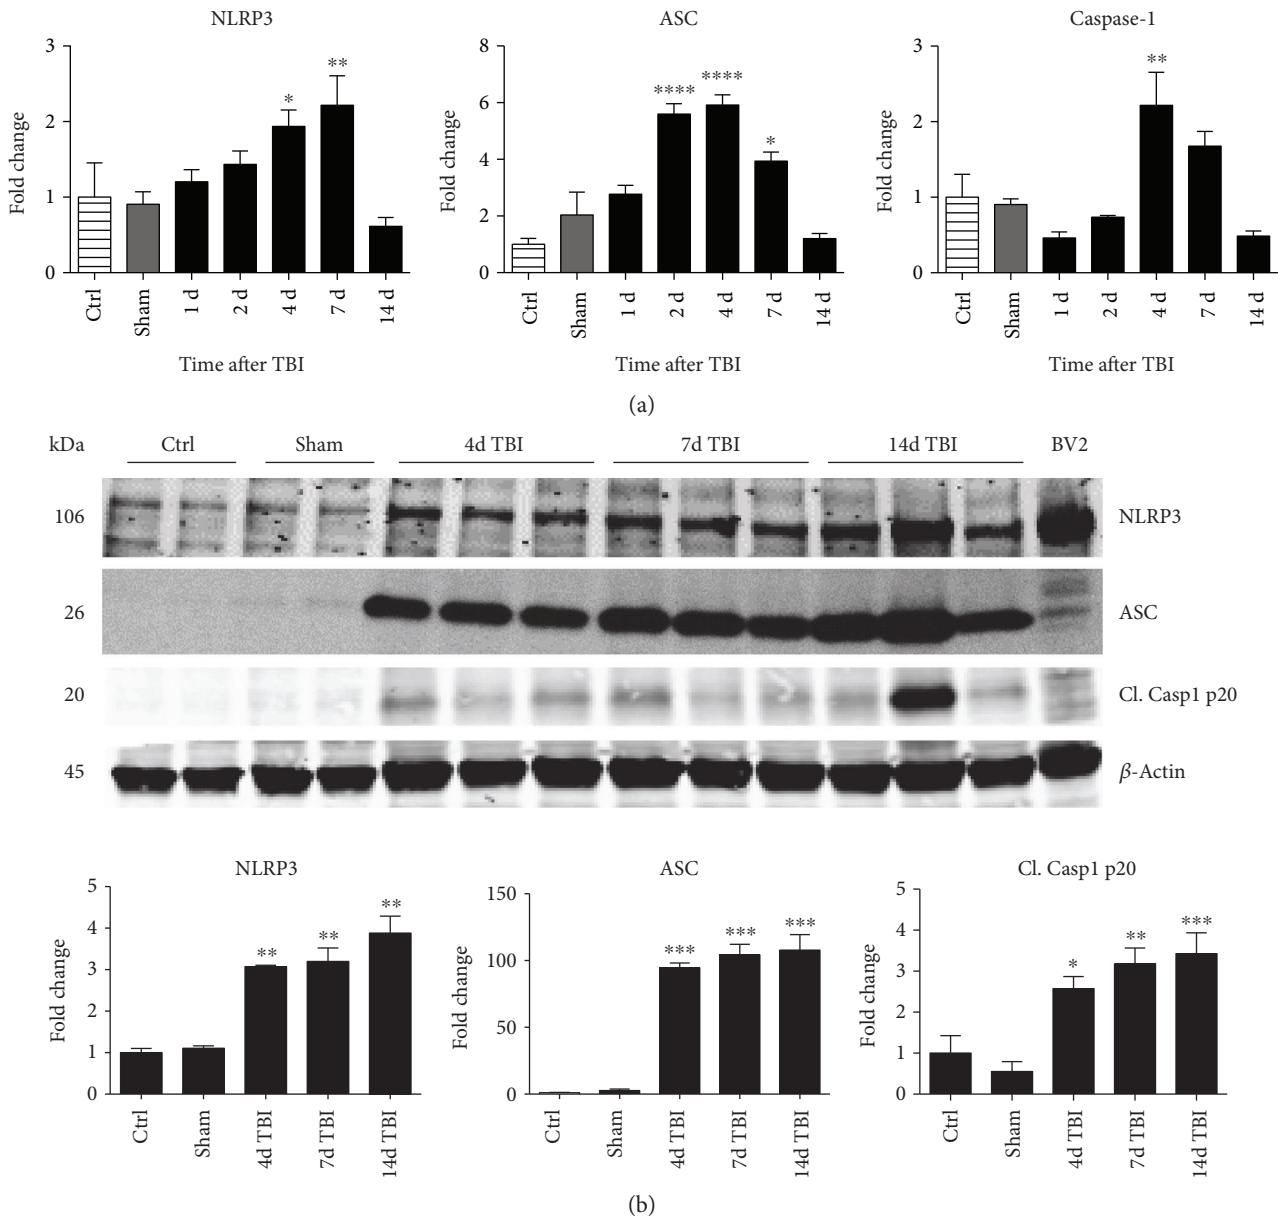 NLRP3 ASC Caspase-1
3 8 3
** **** **** **
* 6
2 2
* 4
1 1
2
0 0 0
Fold change Fold change Fold change
Ctrl Sham 1 d 2 d 4 d 7 d 14 d Ctrl Sham 1 d 2 d 4 d 7 d 14 d Ctrl Sham 1 d 2 d 4 d 7 d 14 d
Time after TBI Time after TBI Time after TBI
(a)
kDa Ctrl Sham 4d TBI 7d TBI 14d TBI BV2
106 NLRP3
26 ASC
20 Cl. Casp1 p20
45 β-Actin
NLRP3 ASC Cl. Casp1 p20
5 150 5
** *** *** *** ***
4 ** ** 4 **
3 100 3 *
2 50 2
1 1
0 0 0
Fold change Fold change Fold change
Ctrl Sham 4d TBI 7d TBI 14d TBI Ctrl Sham 4d TBI 7d TBI 14d TBI Ctrl Sham 4d TBI 7d TBI 14d TBI
(b)